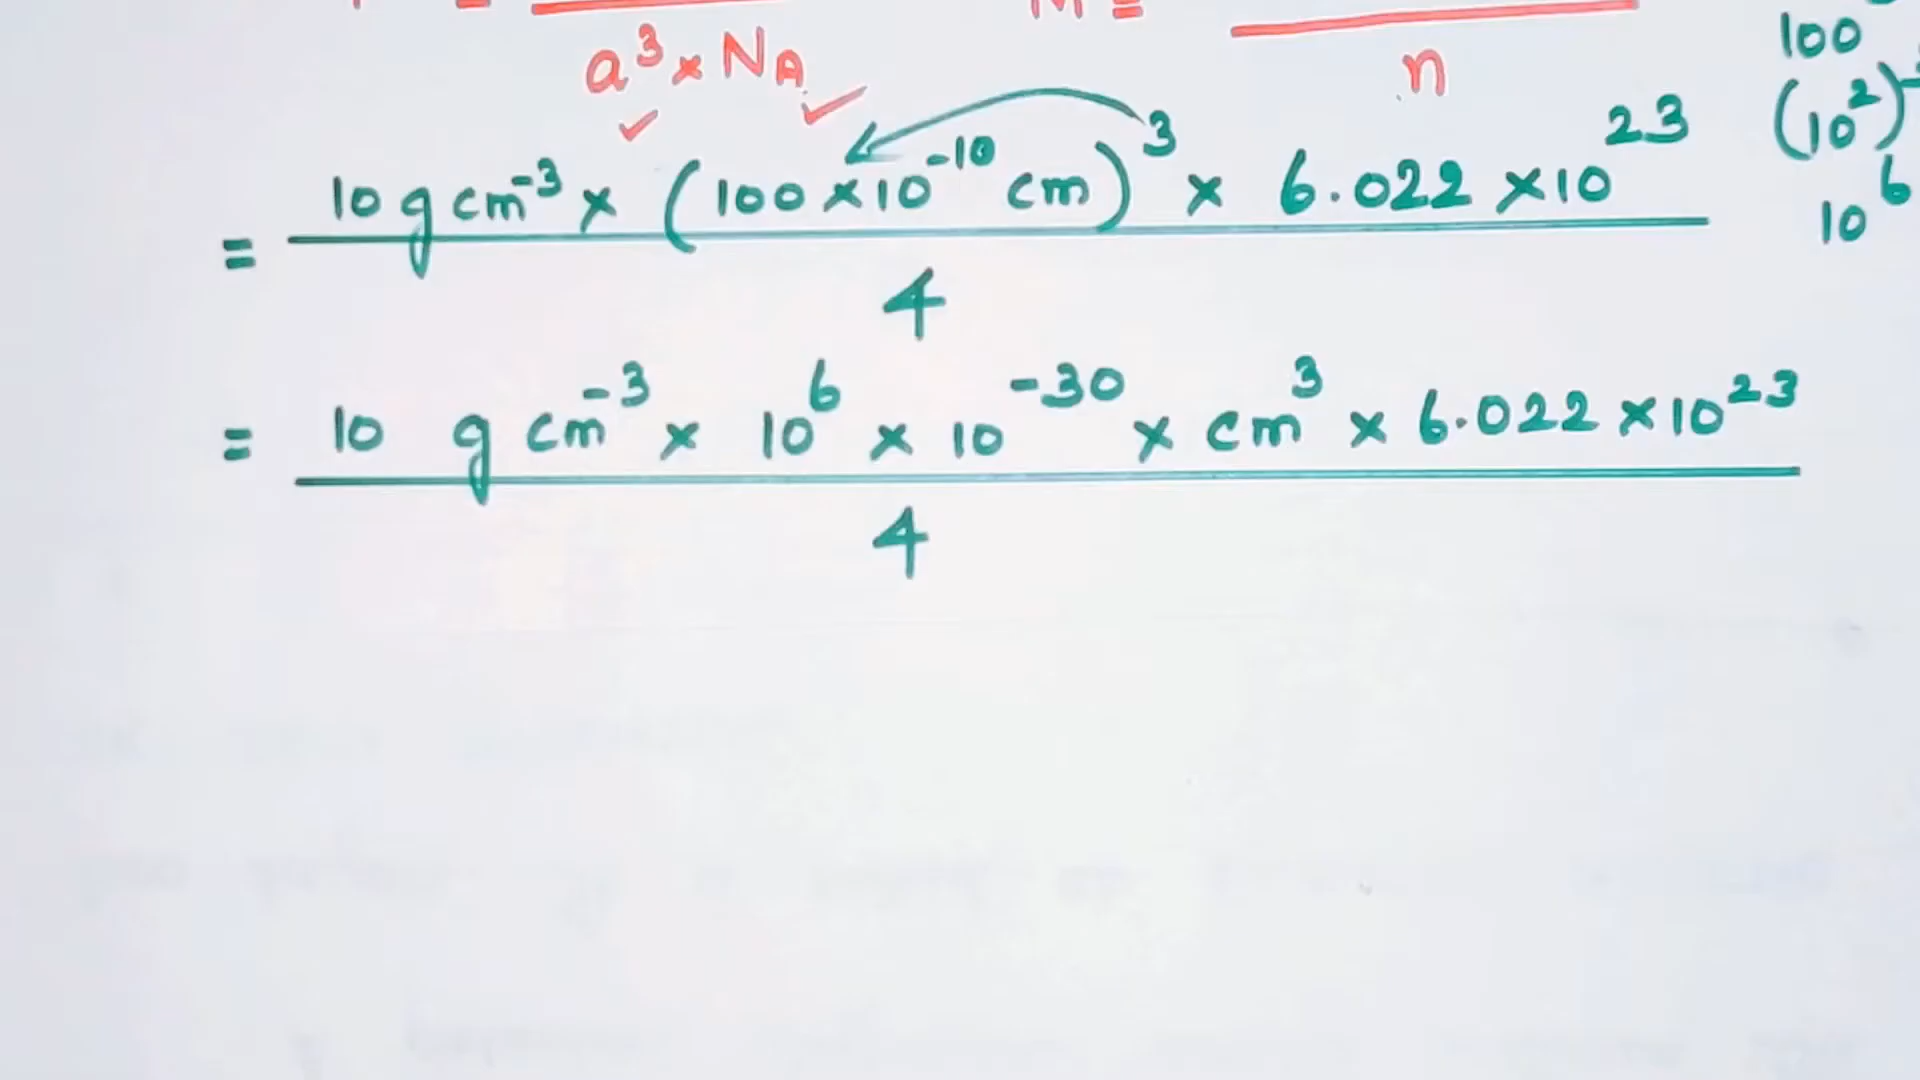 a³ × N_A n 100
(10²)
= 10 g cm⁻³ × (100 × 10⁻¹⁰ cm)³ × 6.022 × 10²³ 10⁶
4
= 10 g cm⁻³ × 10⁶ × 10⁻³⁰ × cm³ × 6.022 × 10²³
4